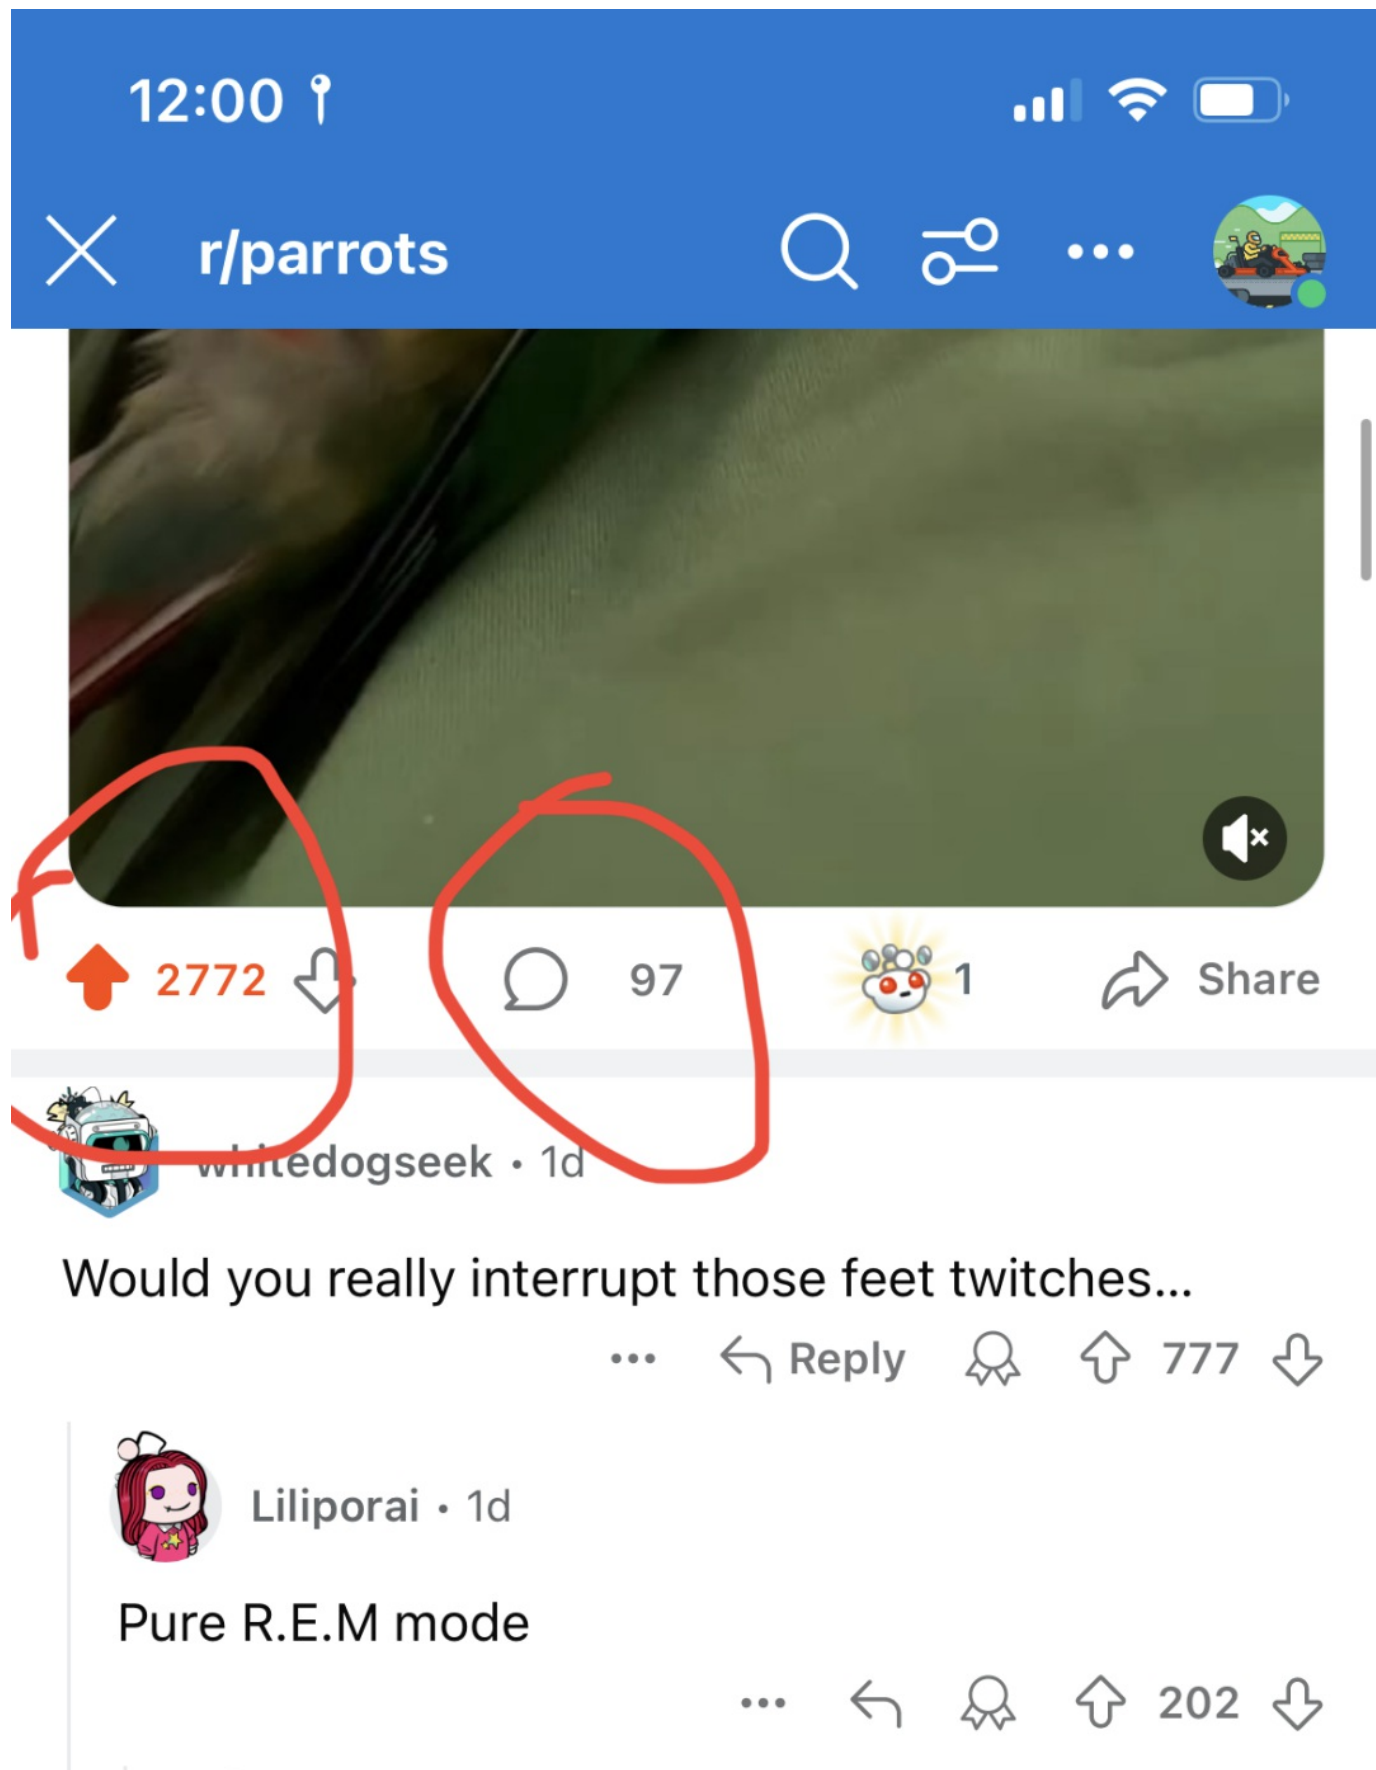 12:00
r/parrots
2772 97 1 Share
whitedogseek • 1d
Would you really interrupt those feet twitches...
Reply 777
Liliporai • 1d
Pure R.E.M mode
202